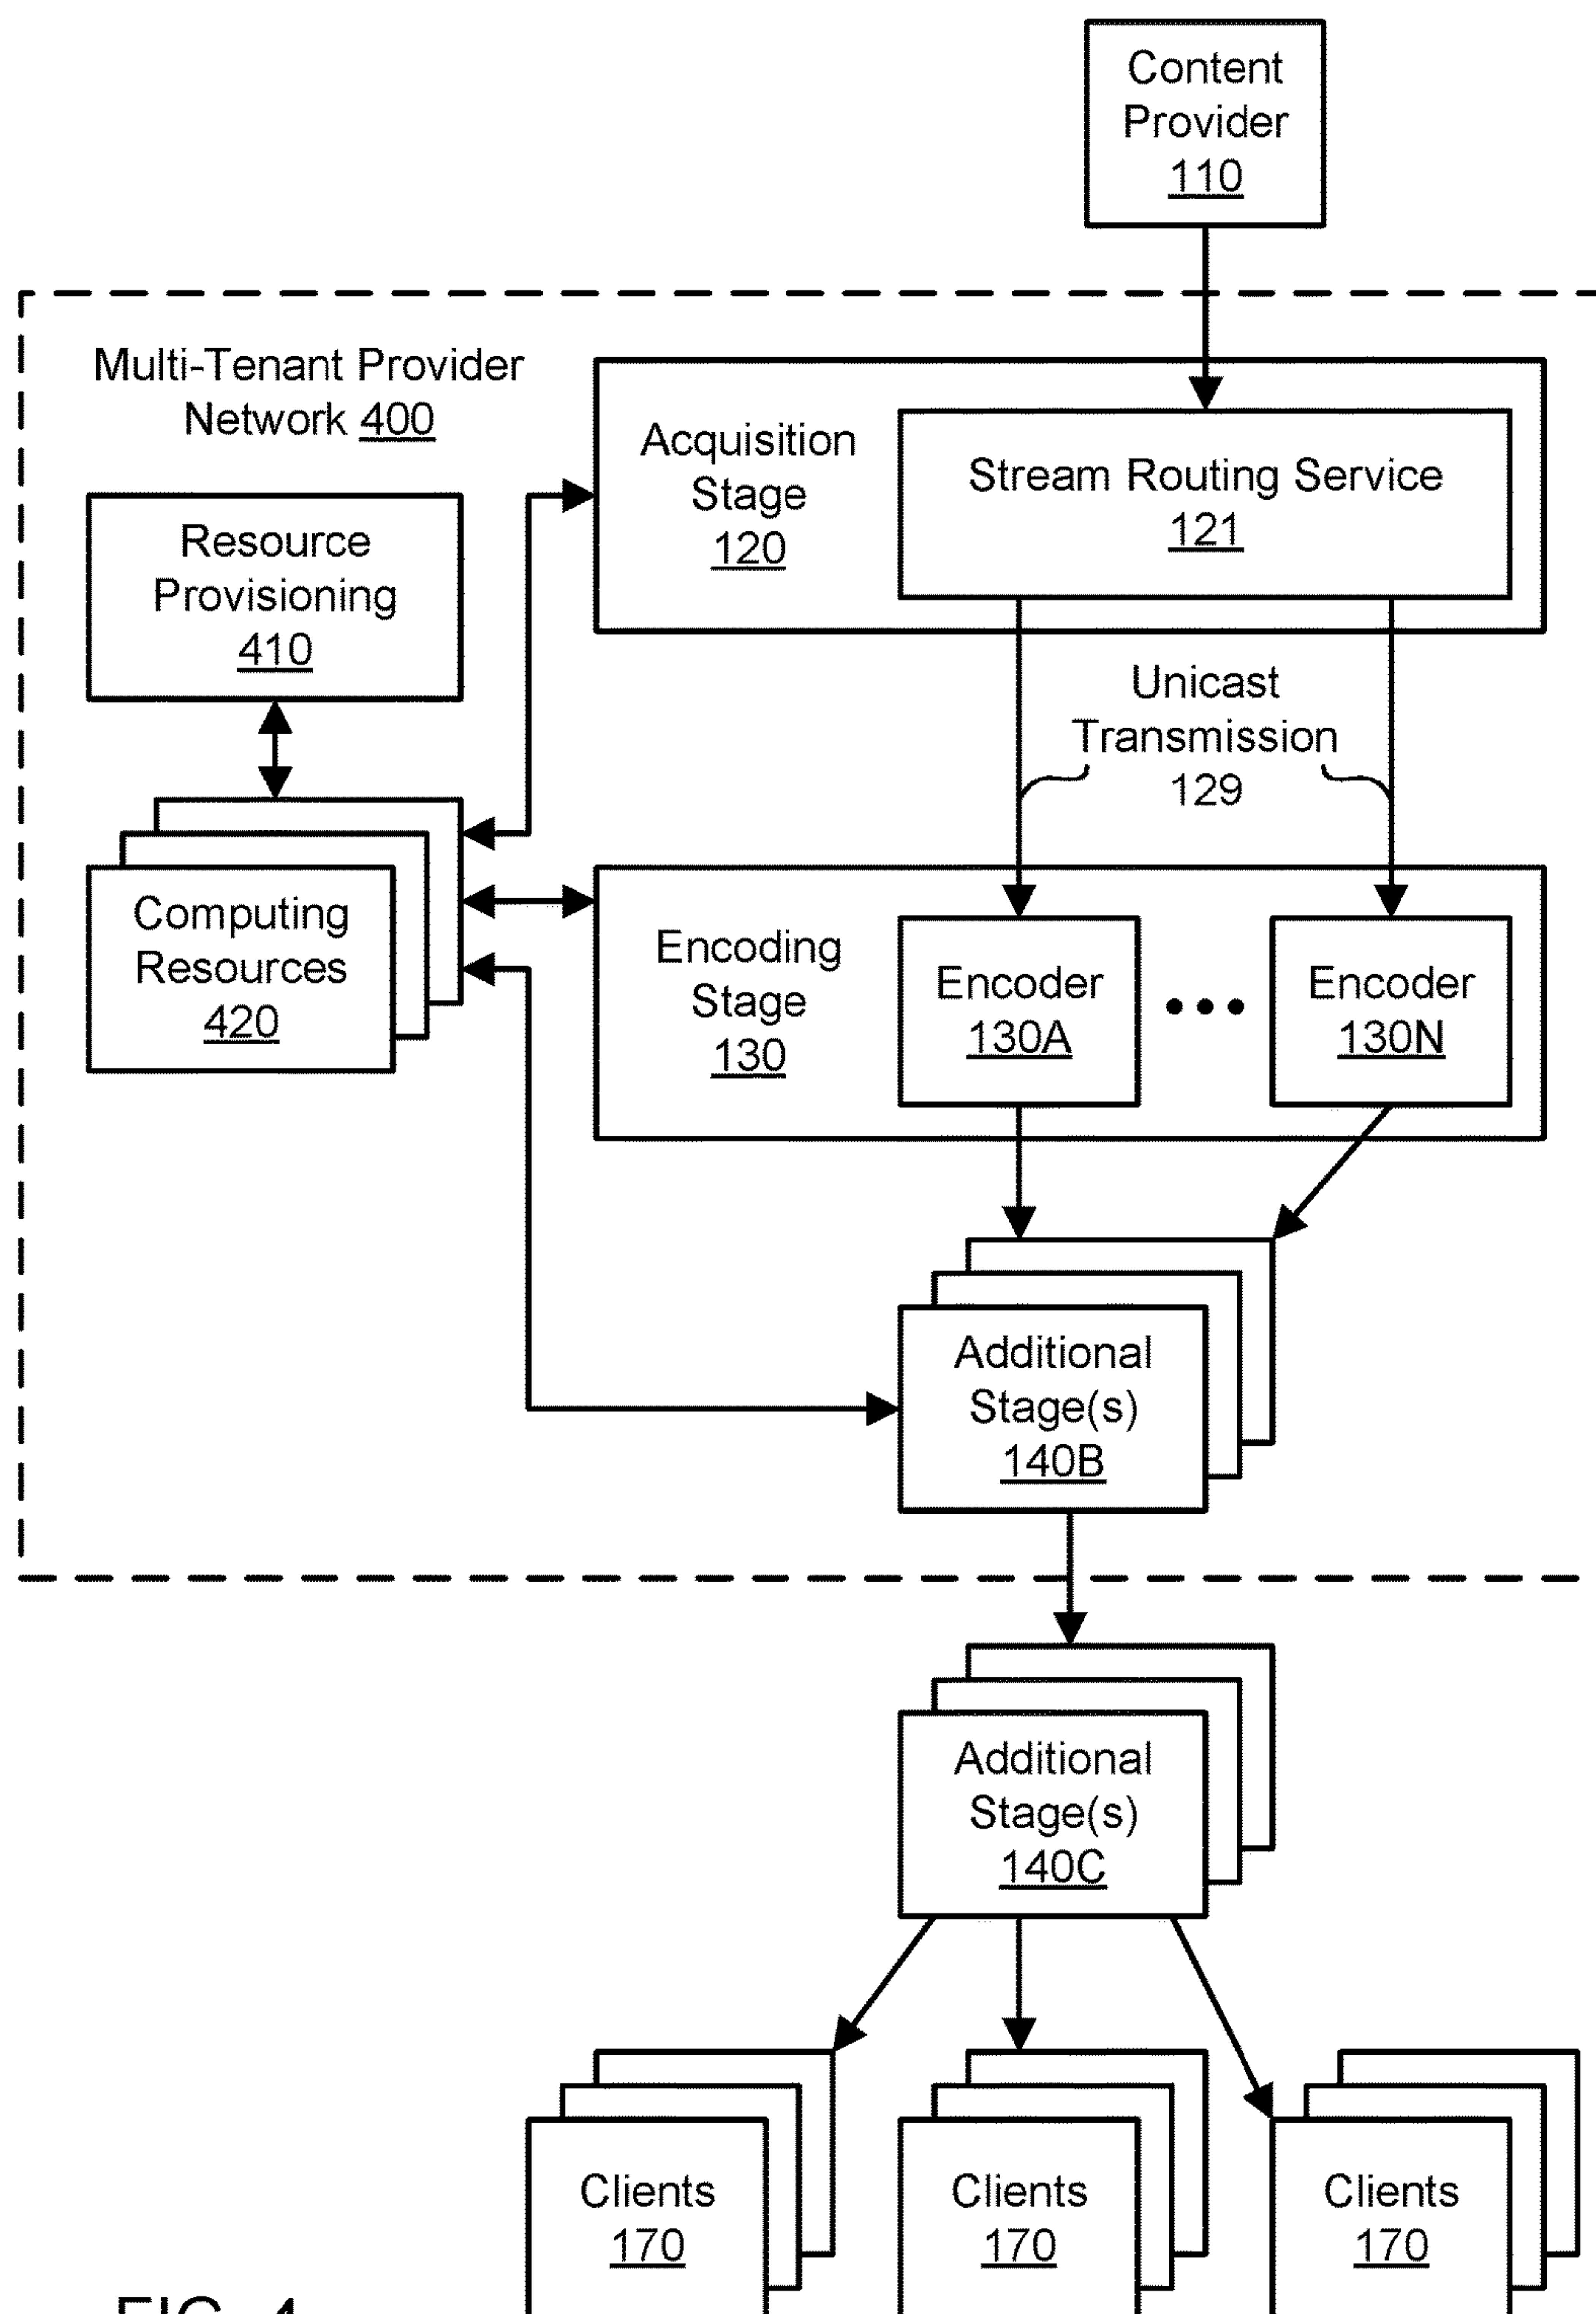 Content
Provider
110
Multi-Tenant Provider
Network 400
Acquisition
Stage
120
Stream Routing Service
121
Resource
Provisioning
410
Unicast
Transmission
129
Computing
Resources
420
Encoding
Stage
130
Encoder
130A
Encoder
130N
Additional
Stage(s)
140B
Additional
Stage(s)
140C
Clients
170
Clients
170
Clients
170
FIG. 4